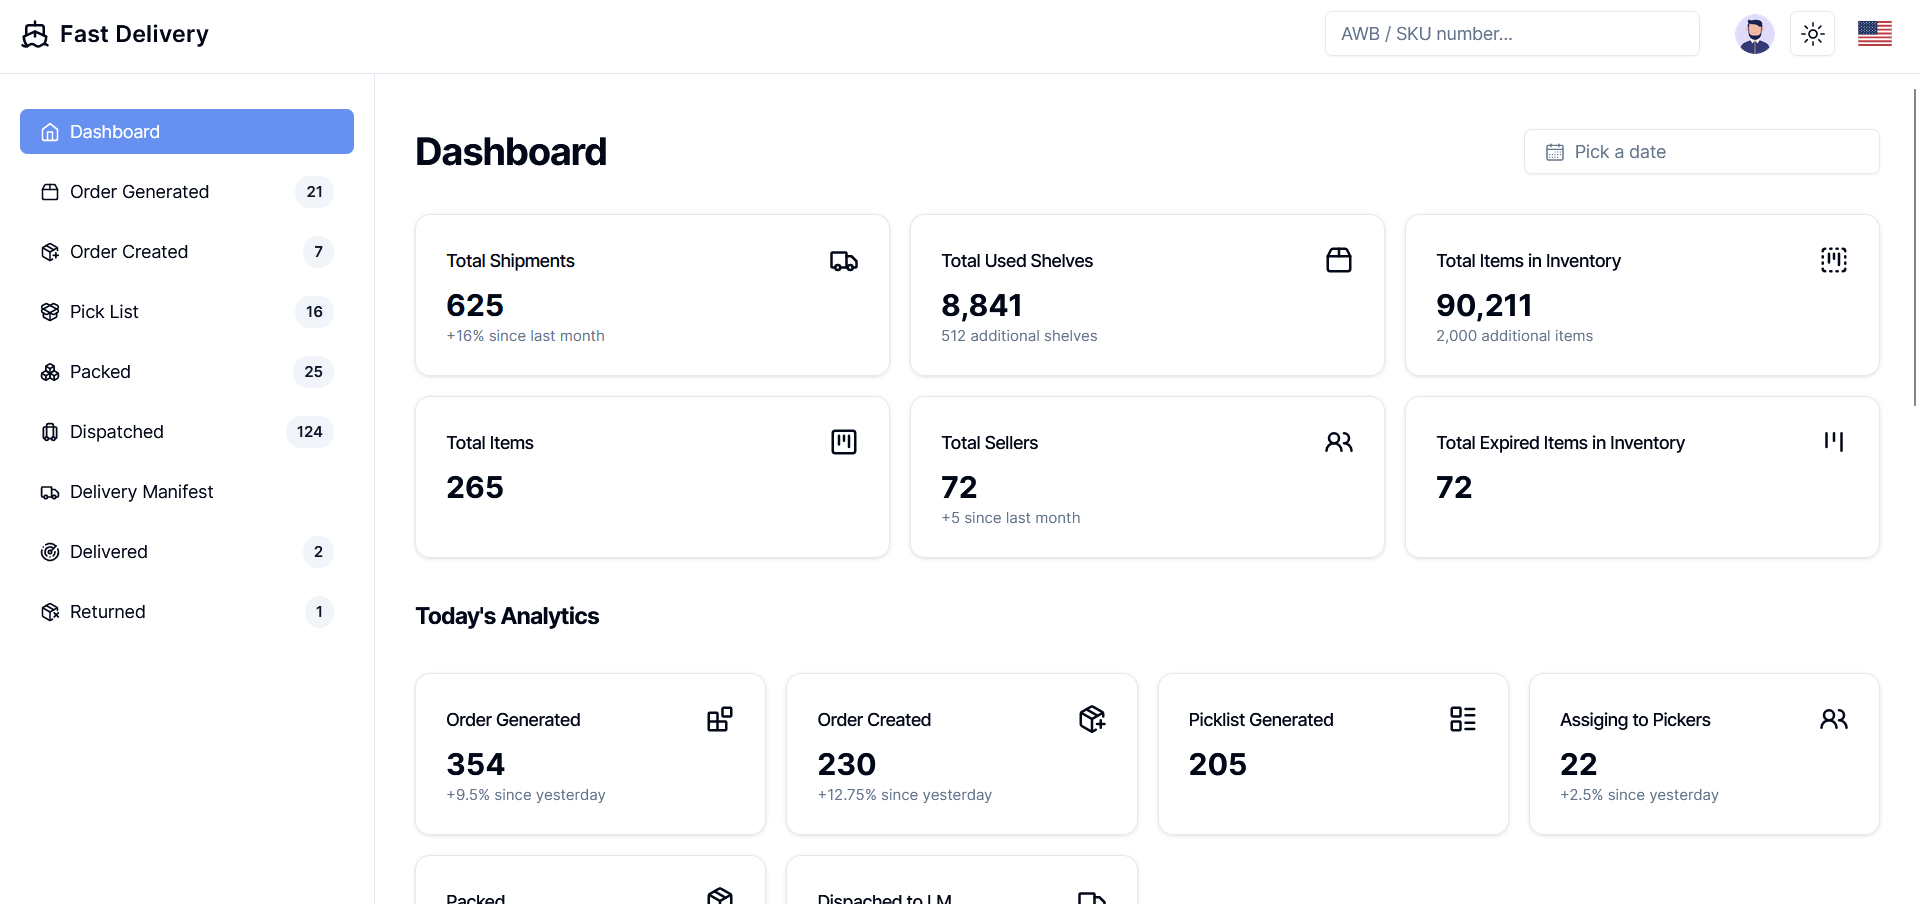 Fast Delivery
AWB / SKU number...
Dashboard
Order Generated 21
Order Created 7
Pick List 16
Packed 25
Dispatched 124
Delivery Manifest
Delivered 2
Returned 1
Dashboard
Pick a date
Total Shipments
625
+16% since last month
Total Used Shelves
8,841
512 additional shelves
Total Items in Inventory
90,211
2,000 additional items
Total Items
265
Total Sellers
72
+5 since last month
Total Expired Items in Inventory
72
Today's Analytics
Order Generated
354
+9.5% since yesterday
Order Created
230
+12.75% since yesterday
Picklist Generated
205
Assiging to Pickers
22
+2.5% since yesterday
Packed
Dispached to LM